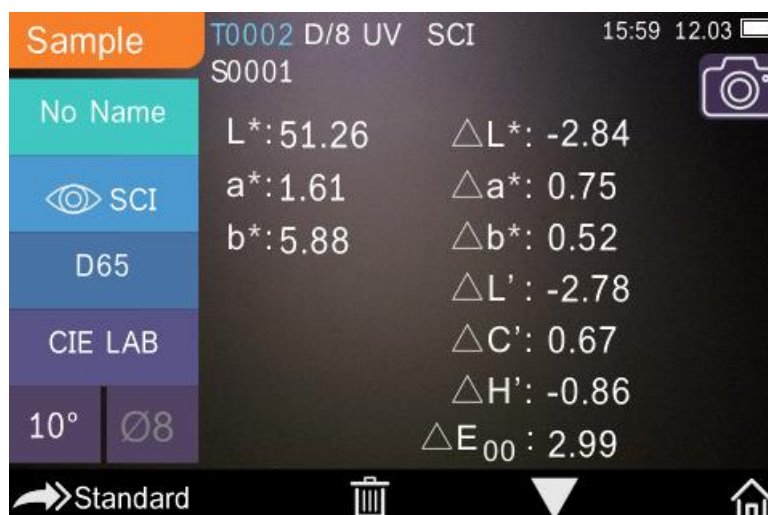 Sample
T0002 D/8 UV SCI 15:59 12.03
S0001
No Name
SCI
D65
CIE LAB
10° Ø8
L*:51.26
a*:1.61
b*:5.88
△L*: -2.84
△a*: 0.75
△b*: 0.52
△L’: -2.78
△C’: 0.67
△H’: -0.86
△E00 : 2.99
Standard